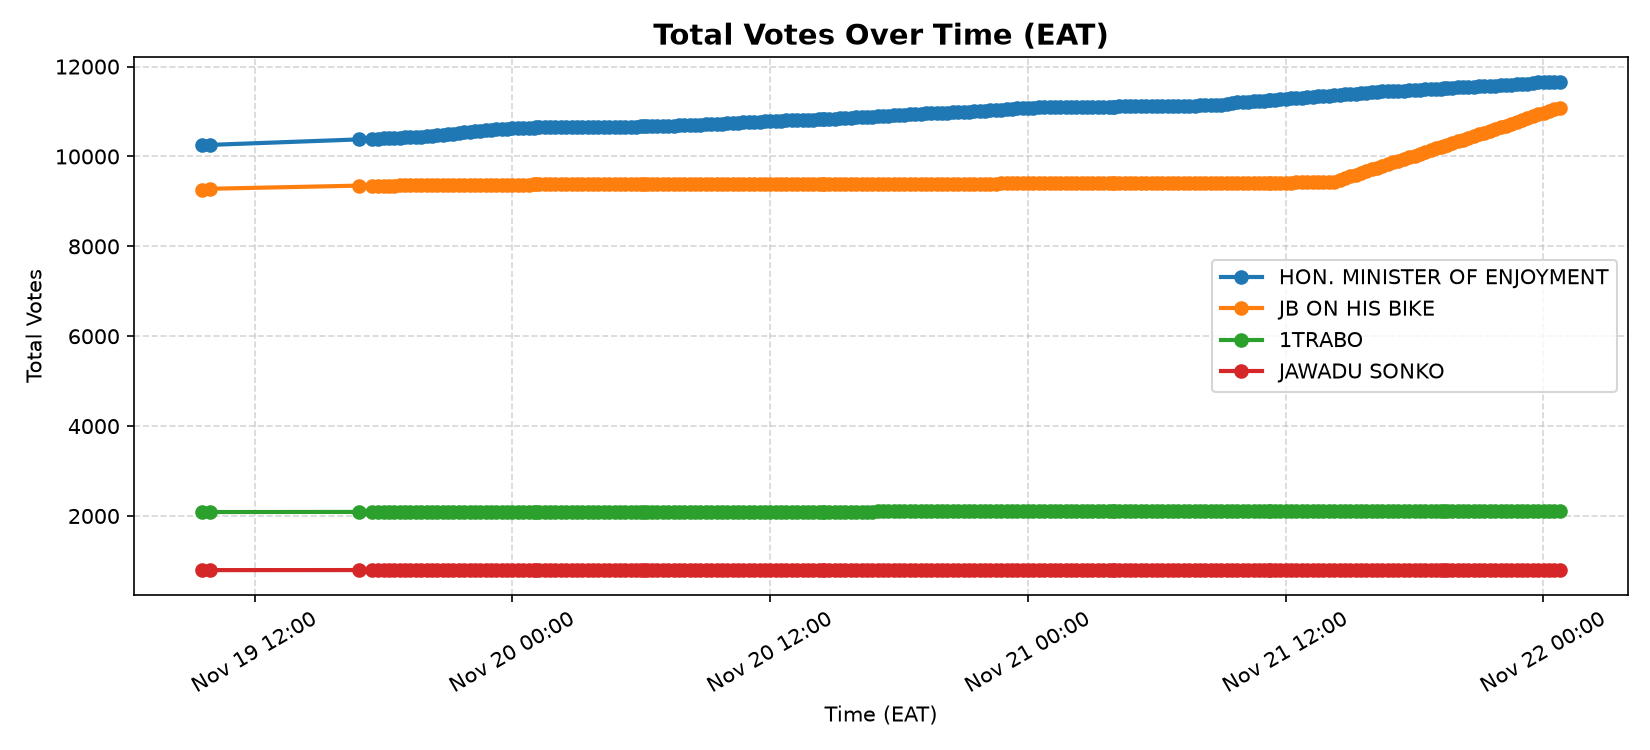 Total Votes Over Time (EAT)
12000
10000
8000
6000
4000
2000
Total Votes
HON. MINISTER OF ENJOYMENT
JB ON HIS BIKE
1TRABO
JAWADU SONKO
Nov 19 12:00
Nov 20 00:00
Nov 20 12:00
Nov 21 00:00
Nov 21 12:00
Nov 22 00:00
Time (EAT)